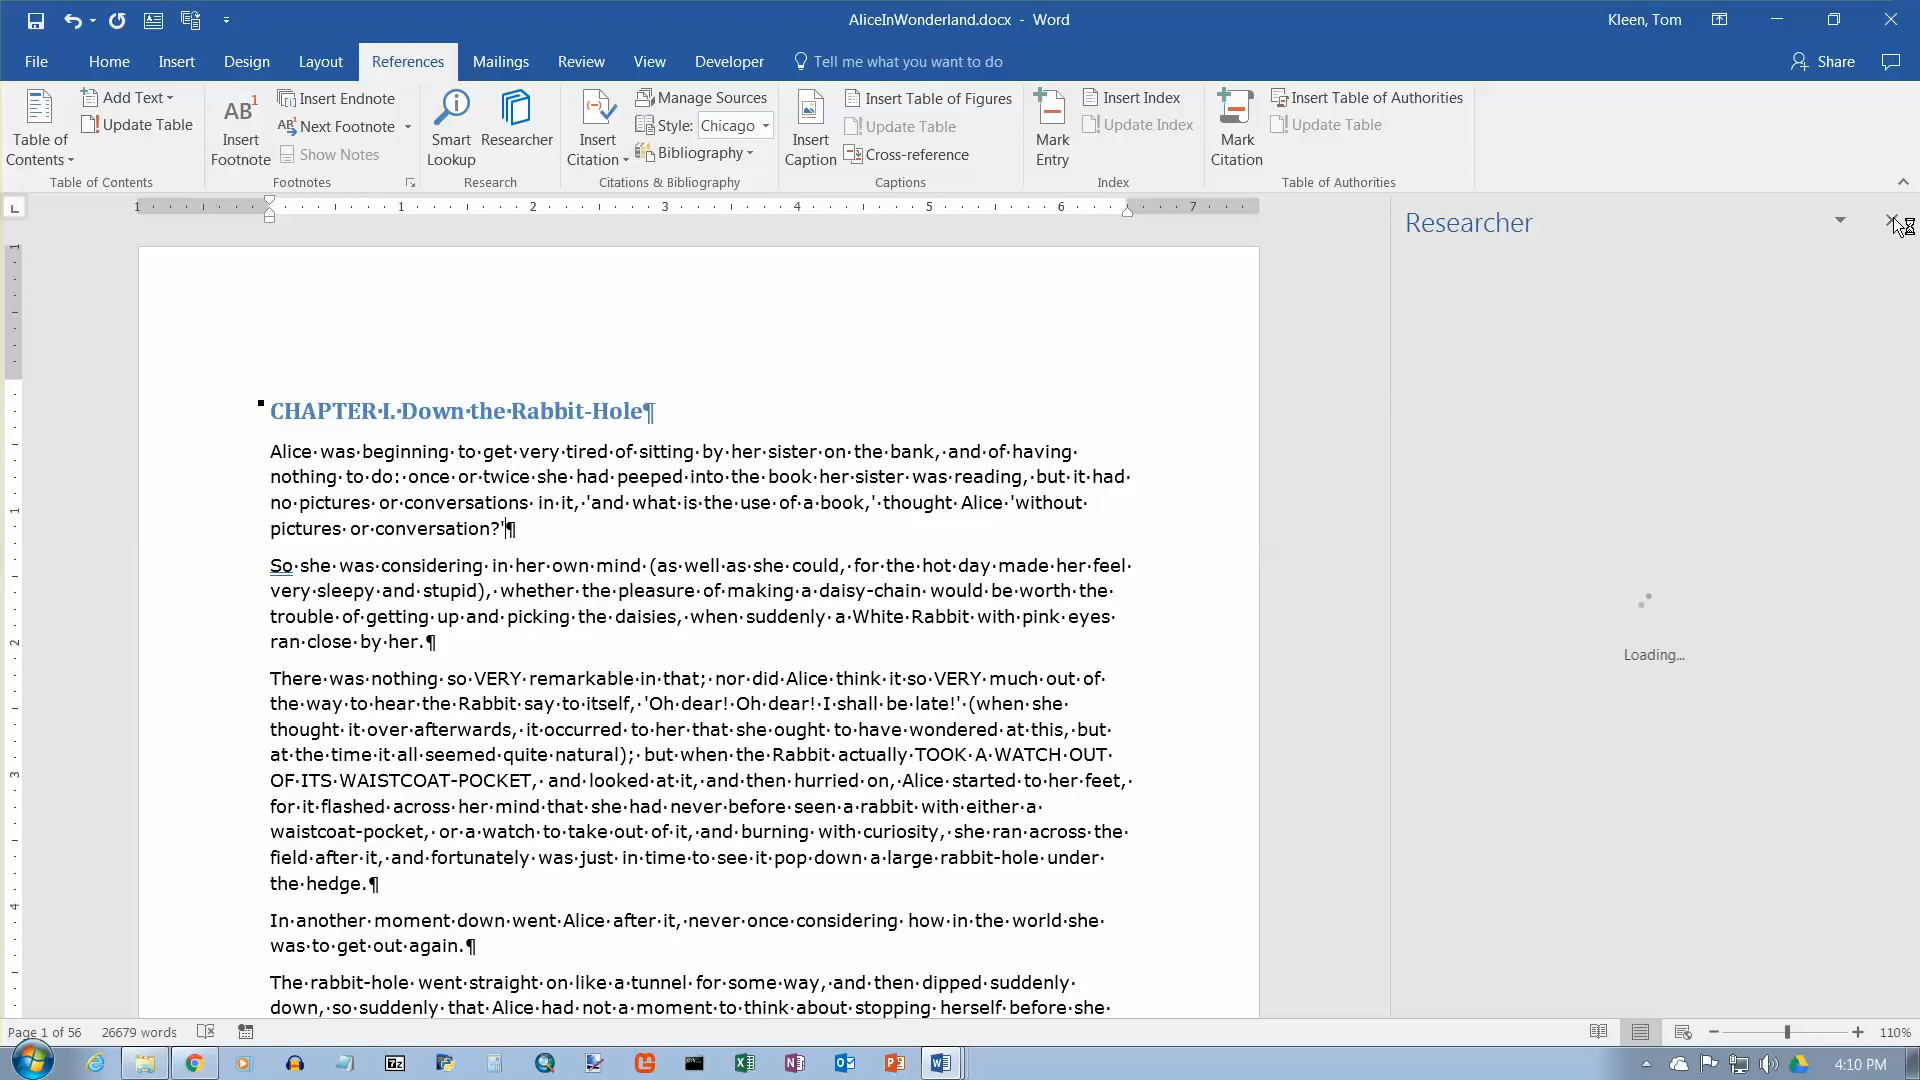 AliceInWonderland.docx - Word
Kleen, Tom
File Home Insert Design Layout References Mailings Review View Developer Tell me what you want to do Share
Table of Contents
Add Text
Update Table
Table of Contents
AB1
Insert Footnote
Insert Endnote
Next Footnote
Show Notes
Footnotes
Smart Lookup
Researcher
Research
Insert Citation
Manage Sources
Style: Chicago
Bibliography
Citations & Bibliography
Insert Caption
Insert Table of Figures
Update Table
Cross-reference
Captions
Mark Entry
Insert Index
Update Index
Index
Mark Citation
Insert Table of Authorities
Update Table
Table of Authorities
1 1 2 3 4 5 6 7
Researcher
Loading...
CHAPTER·I.·Down·the·Rabbit-Hole¶
Alice·was·beginning·to·get·very·tired·of·sitting·by·her·sister·on·the·bank,·and·of·having·
nothing·to·do:·once·or·twice·she·had·peeped·into·the·book·her·sister·was·reading,·but·it·had·
no·pictures·or·conversations·in·it,·'and·what·is·the·use·of·a·book,'·thought·Alice·'without·
pictures·or·conversation?'¶
So·she·was·considering·in·her·own·mind·(as·well·as·she·could,·for·the·hot·day·made·her·feel·
very·sleepy·and·stupid),·whether·the·pleasure·of·making·a·daisy-chain·would·be·worth·the·
trouble·of·getting·up·and·picking·the·daisies,·when·suddenly·a·White·Rabbit·with·pink·eyes·
ran·close·by·her.¶
There·was·nothing·so·VERY·remarkable·in·that;·nor·did·Alice·think·it·so·VERY·much·out·of·
the·way·to·hear·the·Rabbit·say·to·itself,·'Oh·dear!·Oh·dear!·I·shall·be·late!'·(when·she·
thought·it·over·afterwards,·it·occurred·to·her·that·she·ought·to·have·wondered·at·this,·but·
at·the·time·it·all·seemed·quite·natural);·but·when·the·Rabbit·actually·TOOK·A·WATCH·OUT·
OF·ITS·WAISTCOAT-POCKET,·and·looked·at·it,·and·then·hurried·on,·Alice·started·to·her·feet,·
for·it·flashed·across·her·mind·that·she·had·never·before·seen·a·rabbit·with·either·a·
waistcoat-pocket,·or·a·watch·to·take·out·of·it,·and·burning·with·curiosity,·she·ran·across·the·
field·after·it,·and·fortunately·was·just·in·time·to·see·it·pop·down·a·large·rabbit-hole·under·
the·hedge.¶
In·another·moment·down·went·Alice·after·it,·never·once·considering·how·in·the·world·she·
was·to·get·out·again.¶
The·rabbit-hole·went·straight·on·like·a·tunnel·for·some·way,·and·then·dipped·suddenly·
down,·so·suddenly·that·Alice·had·not·a·moment·to·think·about·stopping·herself·before·she·
Page 1 of 56 26679 words 110%
4:10 PM